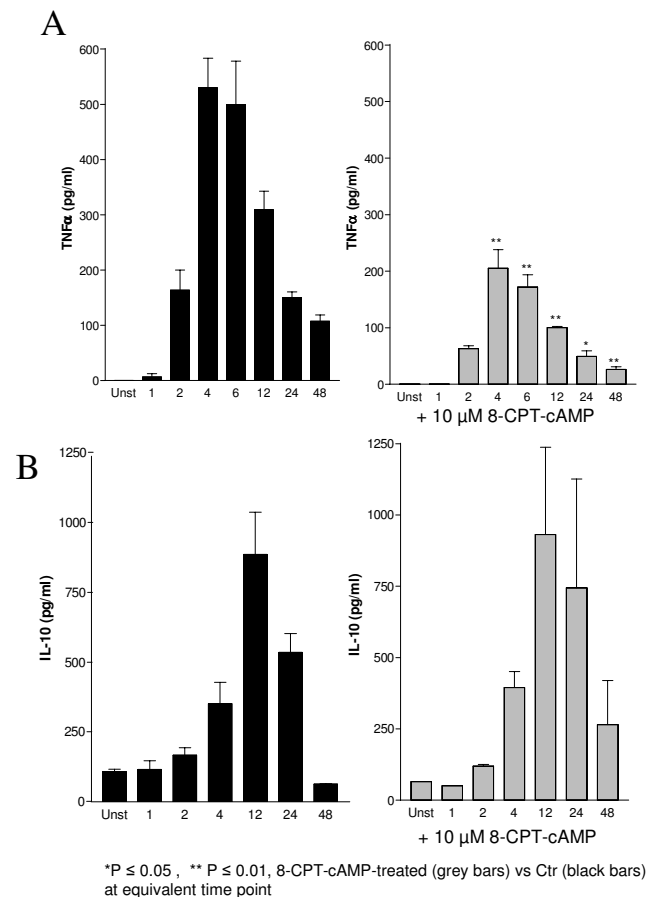 A
600
500
400
300
200
100
0
TNFα (pg/ml)
Unst 1 2 4 6 12 24 48
600
500
400
300
200
100
0
TNFα (pg/ml)
** ** ** * **
Unst 1 2 4 6 12 24 48
+ 10 µM 8-CPT-cAMP
B
1250
1000
750
500
250
0
IL-10 (pg/ml)
Unst 1 2 4 12 24 48
1250
1000
750
500
250
0
IL-10 (pg/ml)
Unst 1 2 4 12 24 48
+ 10 µM 8-CPT-cAMP
*P ≤ 0.05 , ** P ≤ 0.01, 8-CPT-cAMP-treated (grey bars) vs Ctr (black bars)
at equivalent time point